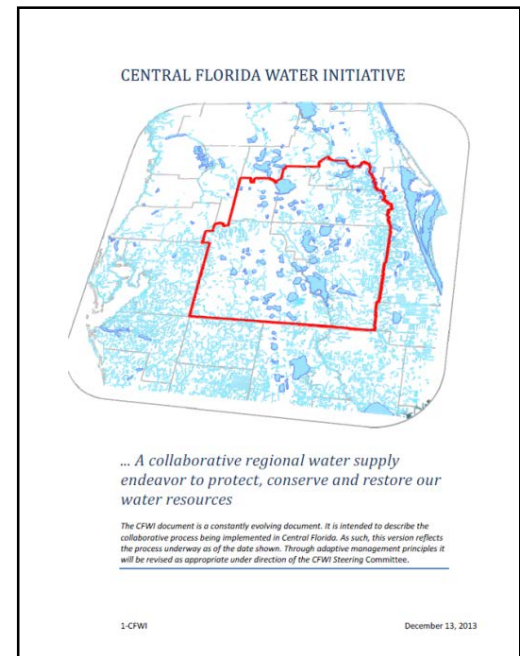 CENTRAL FLORIDA WATER INITIATIVE
... A collaborative regional water supply
endeavor to protect, conserve and restore our
water resources
The CFWI document is a constantly evolving document. It is intended to describe the
collaborative process being implemented in Central Florida. As such, this version reflects
the process underway as of the date shown. Through adaptive management principles it
will be revised as appropriate under direction of the CFWI Steering Committee.
1-CFWI
December 13, 2013